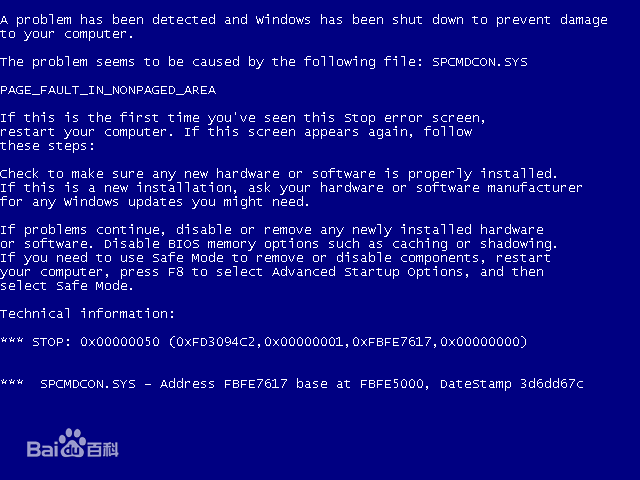 A problem has been detected and Windows has been shut down to prevent damage
to your computer.
The problem seems to be caused by the following file: SPCMDCON.SYS
PAGE_FAULT_IN_NONPAGED_AREA
If this is the first time you've seen this Stop error screen,
restart your computer. If this screen appears again, follow
these steps:
Check to make sure any new hardware or software is properly installed.
If this is a new installation, ask your hardware or software manufacturer
for any Windows updates you might need.
If problems continue, disable or remove any newly installed hardware
or software. Disable BIOS memory options such as caching or shadowing.
If you need to use Safe Mode to remove or disable components, restart
your computer, press F8 to select Advanced Startup Options, and then
select Safe Mode.
Technical information:
*** STOP: 0x00000050 (0xFD3094C2,0x00000001,0xFBFE7617,0x00000000)
***  SPCMDCON.SYS - Address FBFE7617 base at FBFE5000, DateStamp 3d6dd67c
Bai du 百科